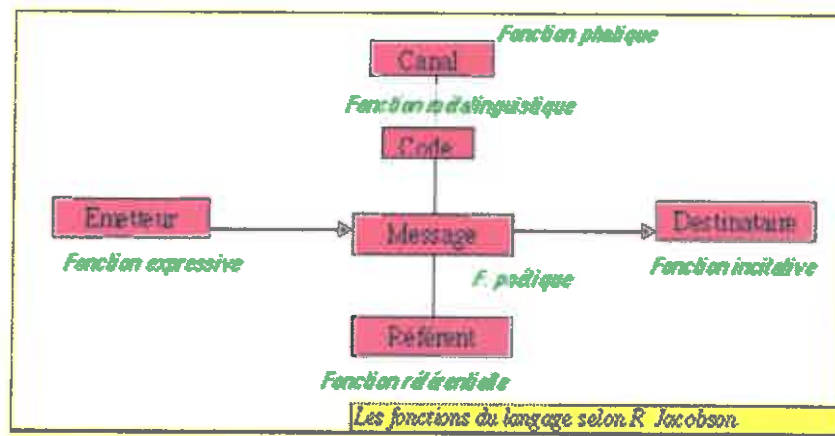 Fonction phatique
Canal
Fonction métalinguistique
Code
Emetteur
Message
Destinataire
Fonction expressive
F. poétique
Fonction incitative
Référent
Fonction référentielle
Les fonctions du langage selon R. Jacobson